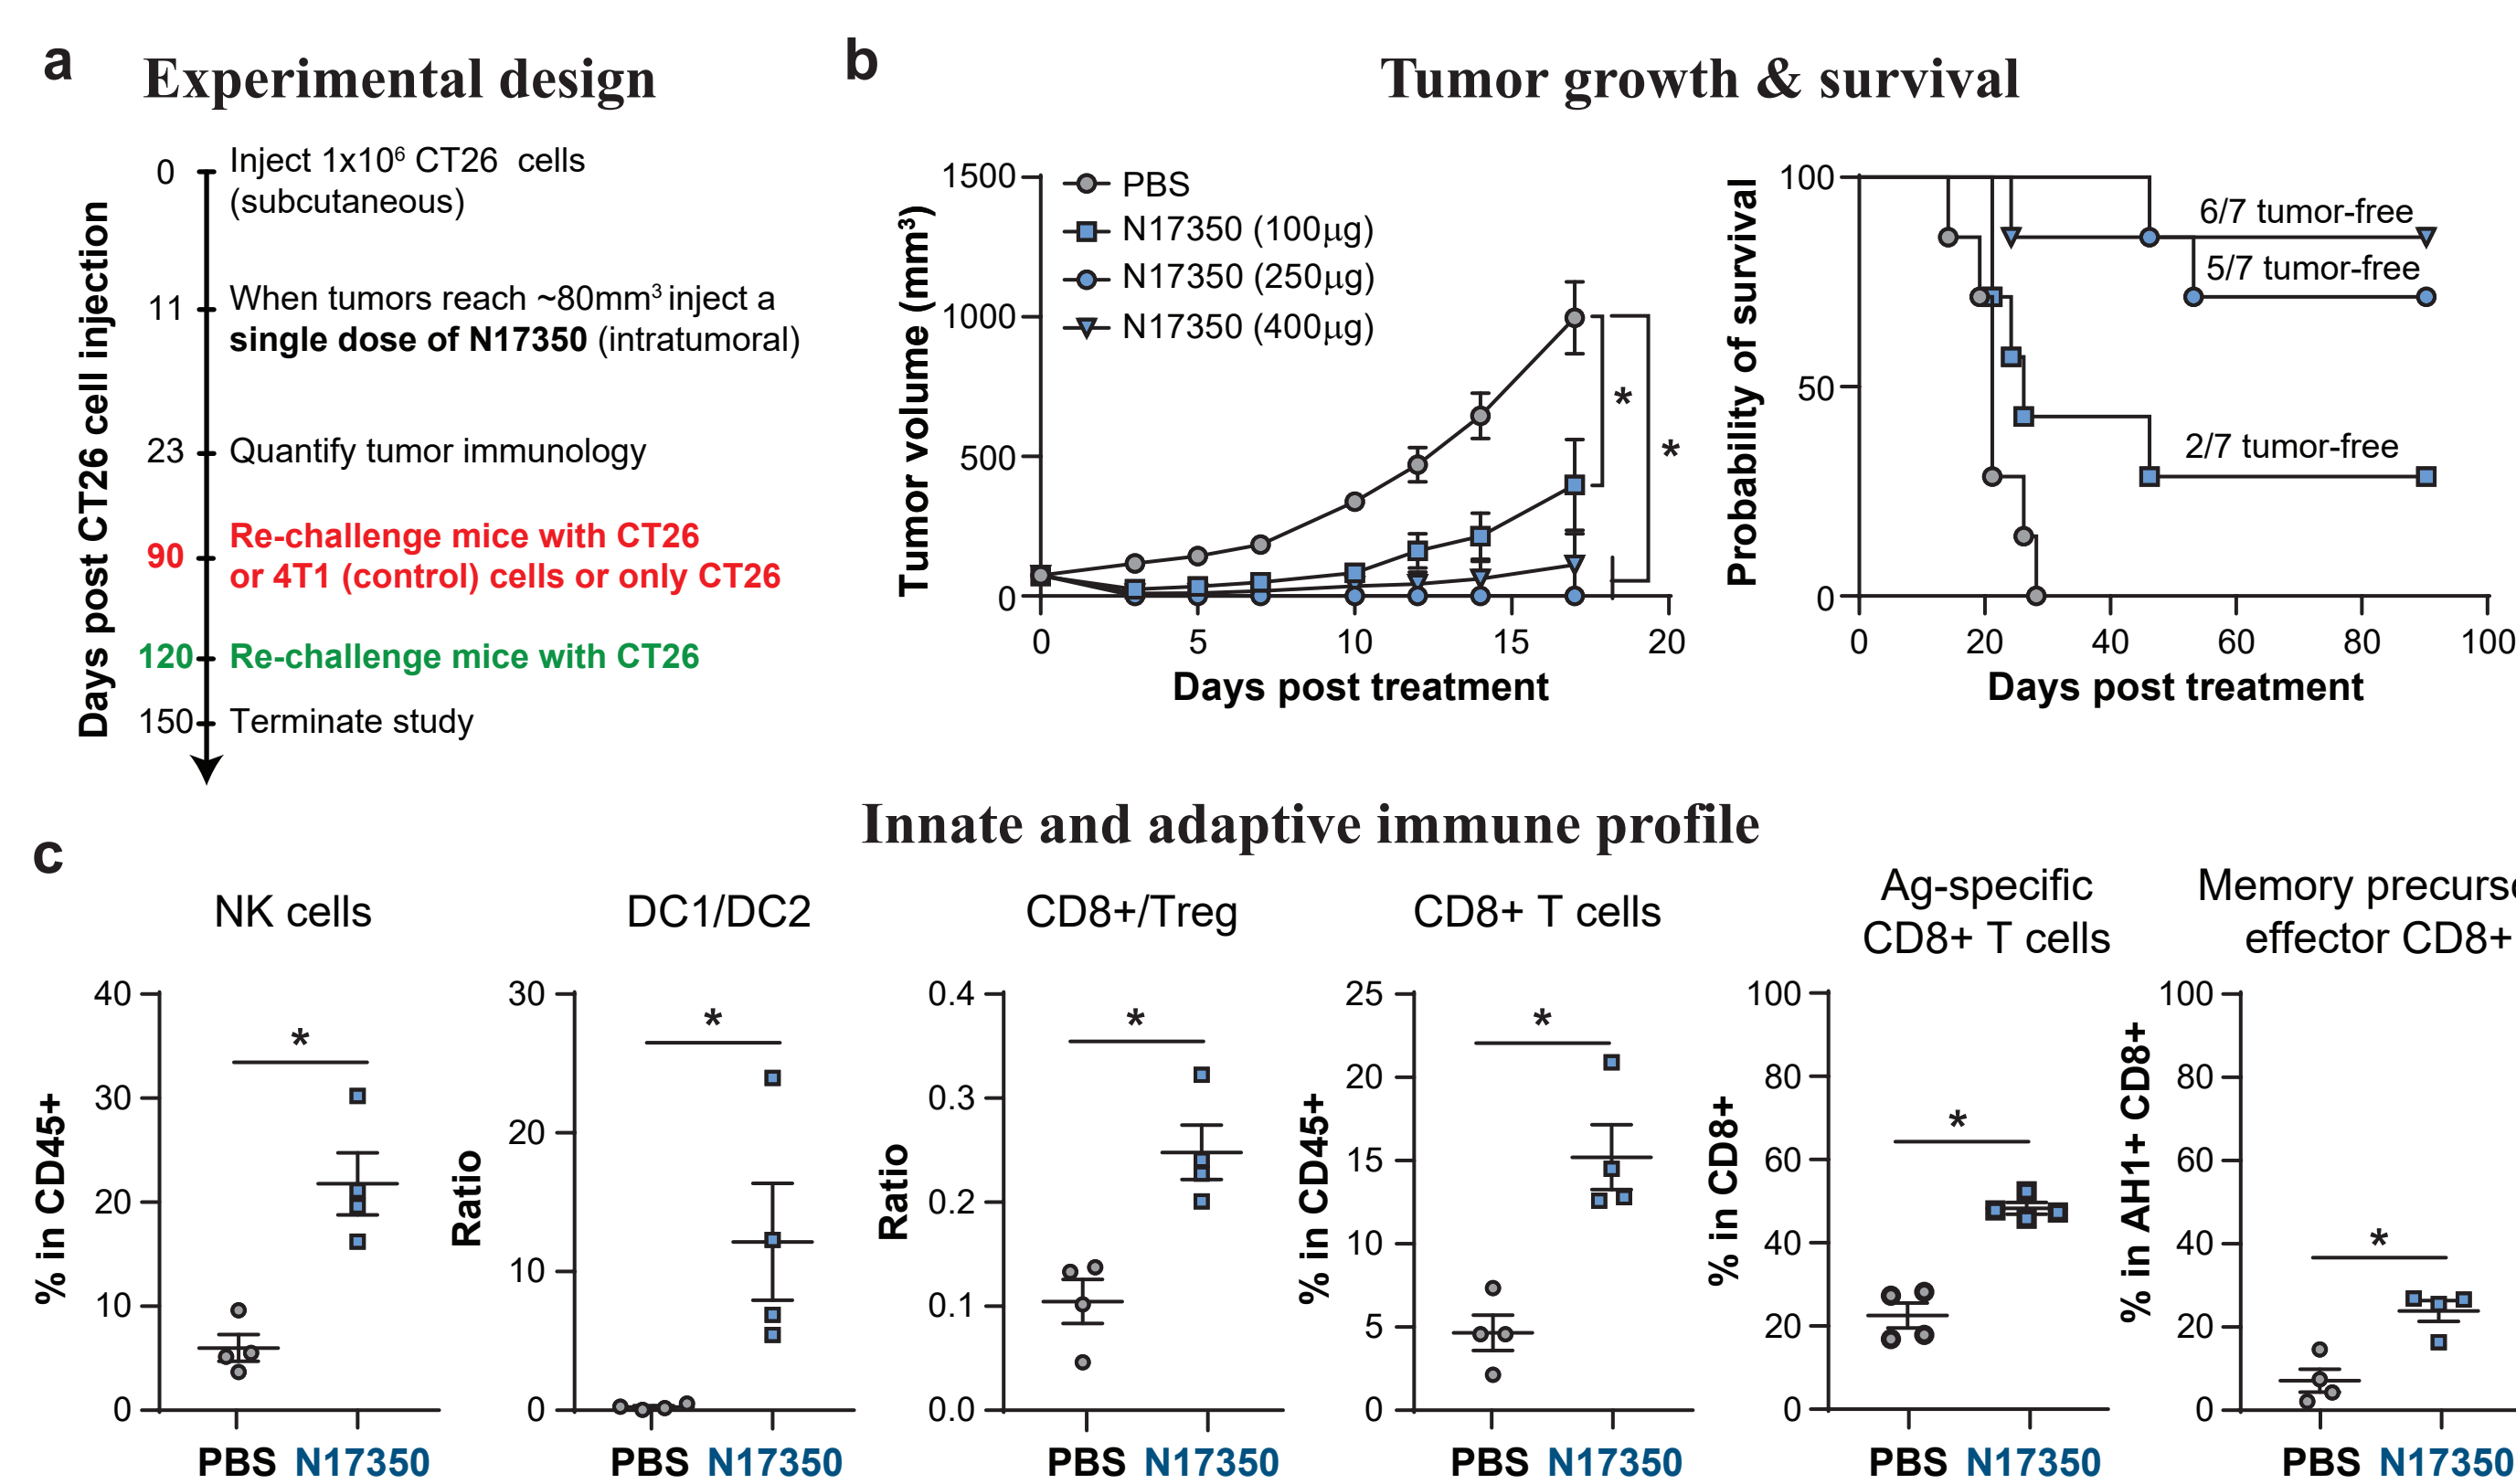 a
Experimental design
Days post CT26 cell injection
0
Inject 1x10⁶ CT26 cells
(subcutaneous)
11
When tumors reach ~80mm³ inject a
single dose of N17350 (intratumoral)
23
Quantify tumor immunology
90
Re-challenge mice with CT26
or 4T1 (control) cells or only CT26
120
Re-challenge mice with CT26
150
Terminate study
b
Tumor growth & survival
Tumor volume (mm³)
1500
1000
500
0
PBS
N17350 (100µg)
N17350 (250µg)
N17350 (400µg)
*
*
0 5 10 15 20
Days post treatment
Probability of survival
100
50
0
6/7 tumor-free
5/7 tumor-free
2/7 tumor-free
0 20 40 60 80 100
Days post treatment
Innate and adaptive immune profile
c
NK cells
% in CD45+
40
30
20
10
0
*
PBS N17350
DC1/DC2
Ratio
30
20
10
0
*
PBS N17350
CD8+/Treg
Ratio
0.4
0.3
0.2
0.1
0.0
*
PBS N17350
CD8+ T cells
% in CD45+
25
20
15
10
5
0
*
PBS N17350
Ag-specific
CD8+ T cells
% in CD8+
100
80
60
40
20
0
*
PBS N17350
Memory
effector CD8+
% in AH1+ CD8+
100
80
60
40
20
0
*
PBS N17350